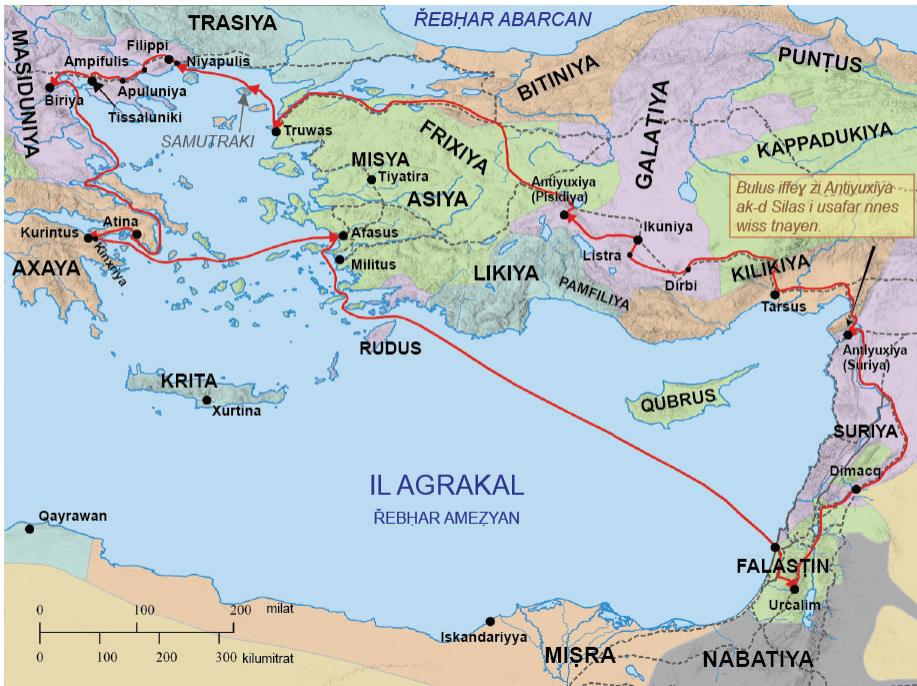 ŘEBḤAR ABARCAN
TRASIYA
MASIDUNIYA
Filippi
Ampifulis
Niyapulis
Apuluniya
Biriya
Tissaluniki
SAMUṬRAKI
Truwas
BITINIYA
PUNṬUS
GALAṬIYA
KAPPADUKIYA
FRIXIYA
MISYA
Tiyatira
ASIYA
Antiyuxiya
(Pisidiya)
Bulus iffeɣ zi Antiyuxiya
ak-d Silas i usafar nnes
wiss tnayen.
Ikuniya
Listra
Dirbi
KILIKIYA
Tarsus
Atina
Kurintus
Kinxriya
AXAYA
Afasus
Militus
LIKIYA
PAMFILIYA
RUDUS
Antiyuxiya
(Suriya)
KRITA
Xurtina
QUBRUS
SURIYA
Dimacq
IL AGRAKAL
ŘEBḤAR AMEẒYAN
Qayrawan
FALASṬIN
Urcalim
0 100 200 milat
0 100 200 300 kilumitrat
Iskandariyya
MIṢRA
NABATIYA